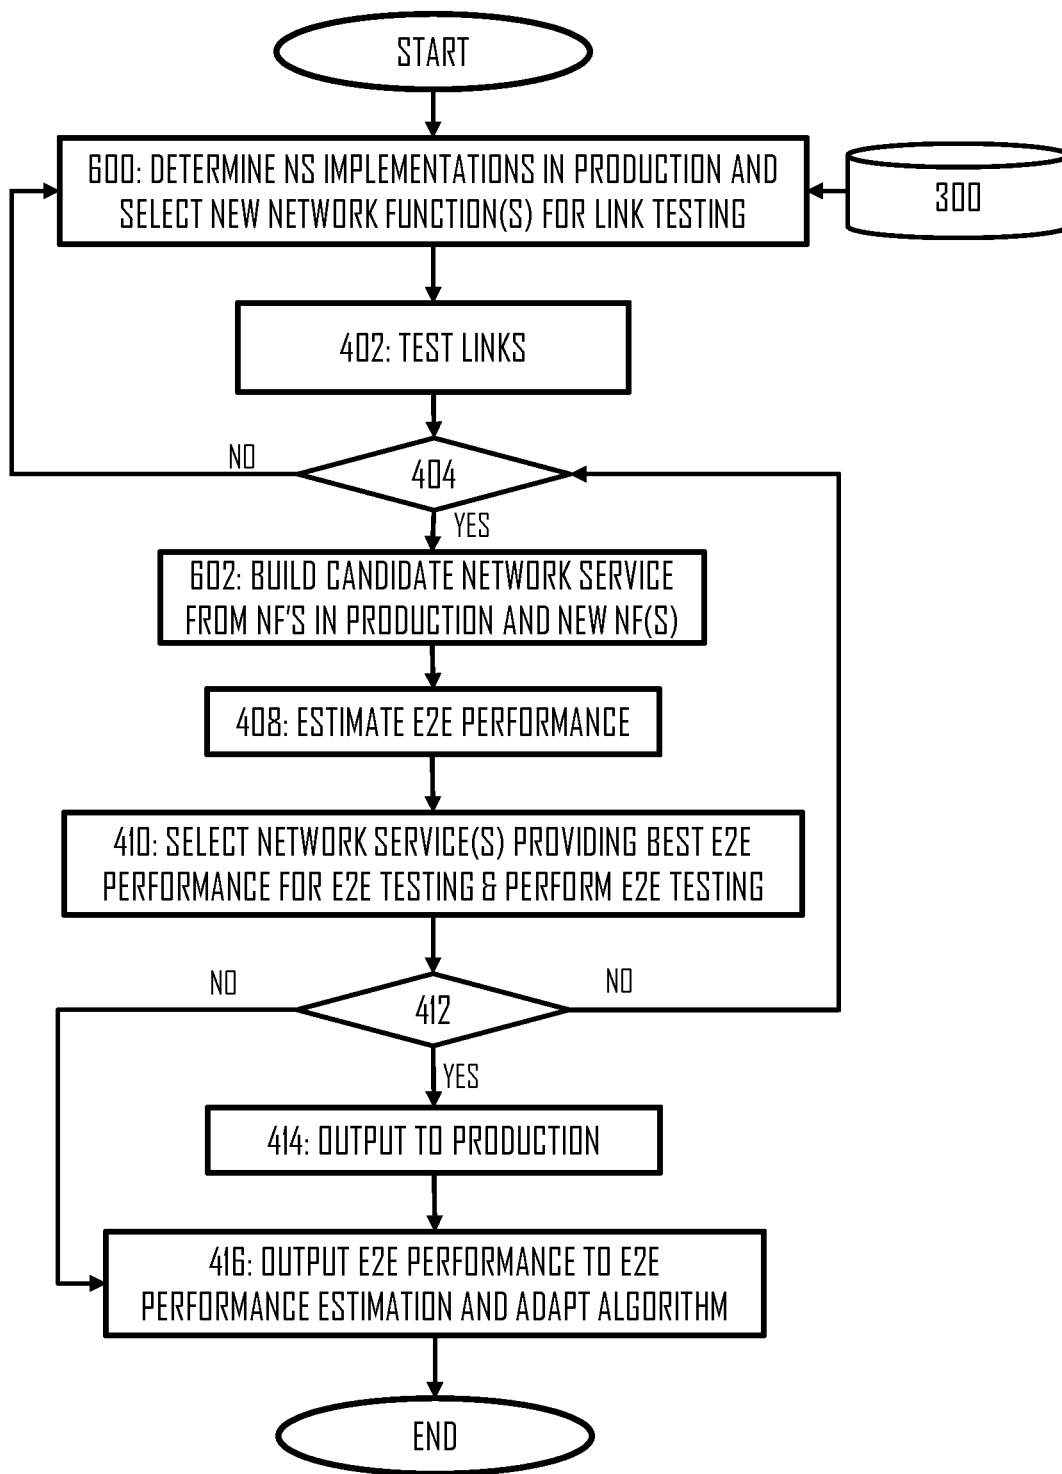 START
600: DETERMINE NS IMPLEMENTATIONS IN PRODUCTION AND
SELECT NEW NETWORK FUNCTION(S) FOR LINK TESTING
300
402: TEST LINKS
NO
404
YES
602: BUILD CANDIDATE NETWORK SERVICE
FROM NF'S IN PRODUCTION AND NEW NF(S)
408: ESTIMATE E2E PERFORMANCE
410: SELECT NETWORK SERVICE(S) PROVIDING BEST E2E
PERFORMANCE FOR E2E TESTING & PERFORM E2E TESTING
NO
NO
412
YES
414: OUTPUT TO PRODUCTION
416: OUTPUT E2E PERFORMANCE TO E2E
PERFORMANCE ESTIMATION AND ADAPT ALGORITHM
END